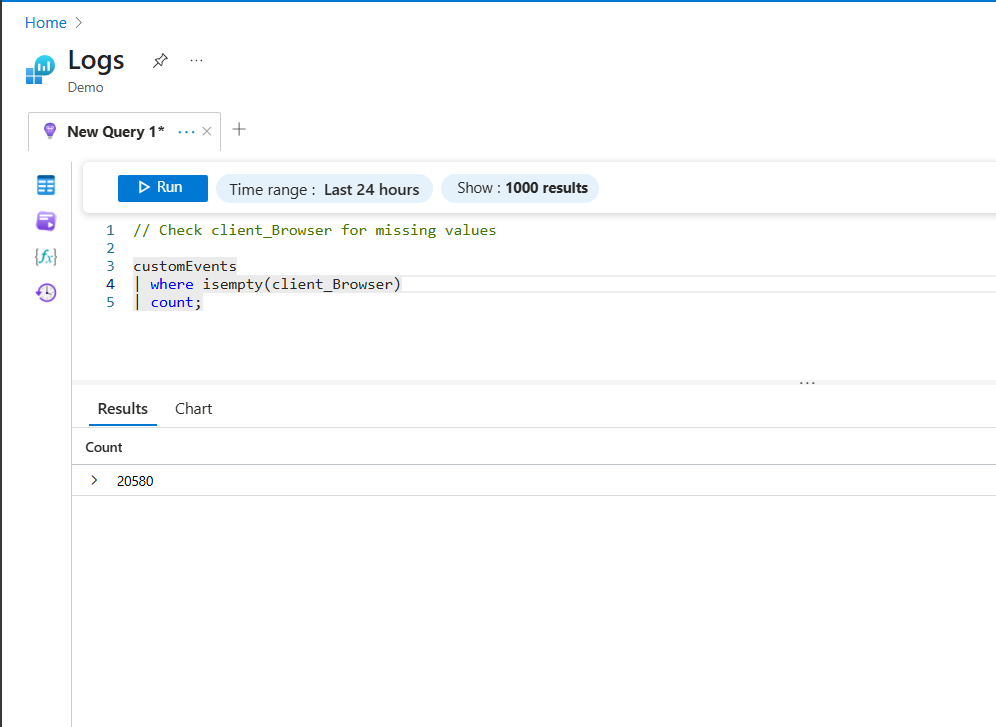 Home
Logs
Demo
New Query 1*
Run
Time range : Last 24 hours
Show : 1000 results
1 // Check client_Browser for missing values
2
3 customEvents
4 | where isempty(client_Browser)
5 | count;
{fx}
Results Chart
Count
20580